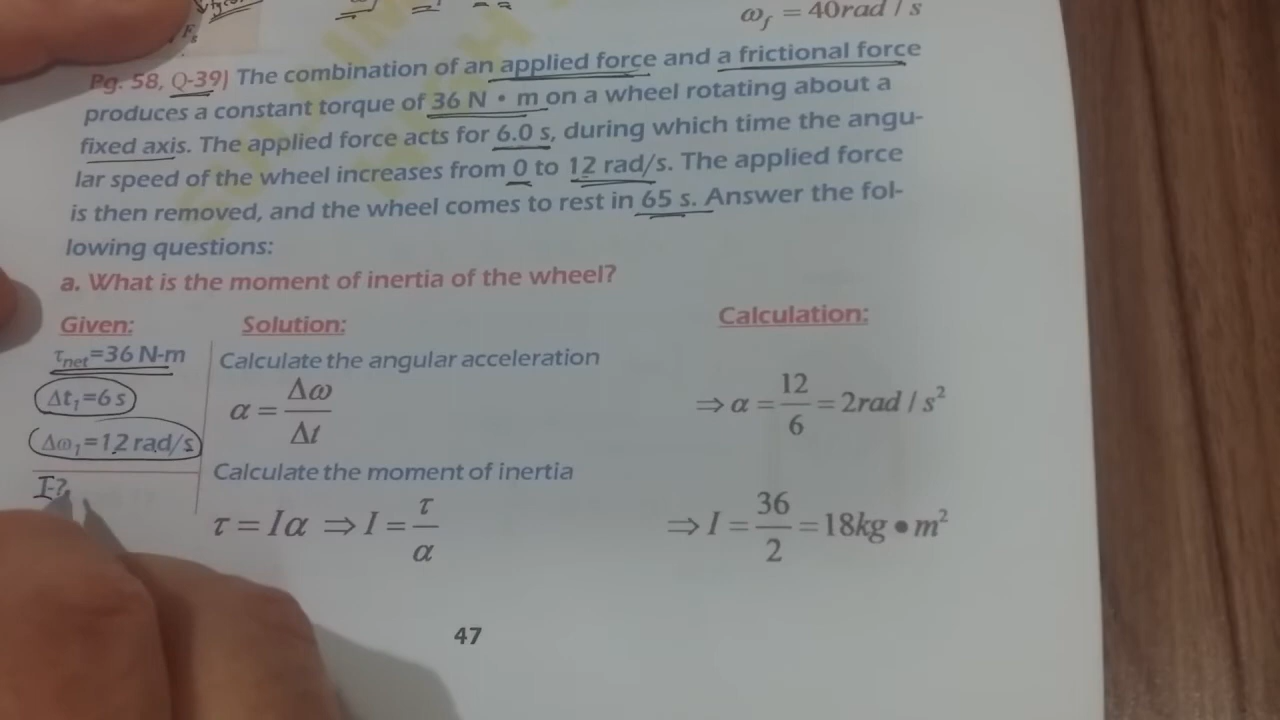 ω_f = 40rad / s
F_s
Pg. 58, Q-39) The combination of an applied force and a frictional force
produces a constant torque of 36 N • m on a wheel rotating about a
fixed axis. The applied force acts for 6.0 s, during which time the angu-
lar speed of the wheel increases from 0 to 12 rad/s. The applied force
is then removed, and the wheel comes to rest in 65 s. Answer the fol-
lowing questions:
a. What is the moment of inertia of the wheel?
Given:
τnet=36 N-m
Δt₁=6 s
Δω₁=12 rad/s
I-?
Solution:
Calculate the angular acceleration
α = Δω / Δt
Calculate the moment of inertia
τ = Iα ⇒ I = τ / α
Calculation:
⇒ α = 12 / 6 = 2rad / s²
⇒ I = 36 / 2 = 18kg • m²
47